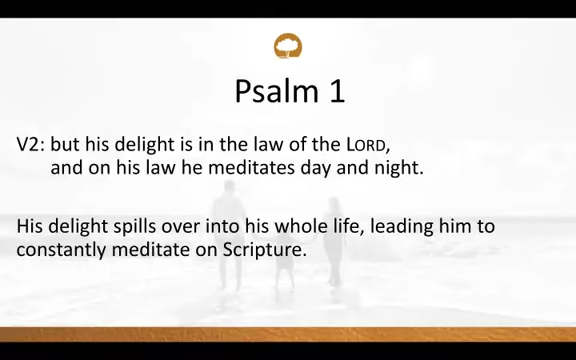 Psalm 1
V2: but his delight is in the law of the LORD,
and on his law he meditates day and night.
His delight spills over into his whole life, leading him to
constantly meditate on Scripture.